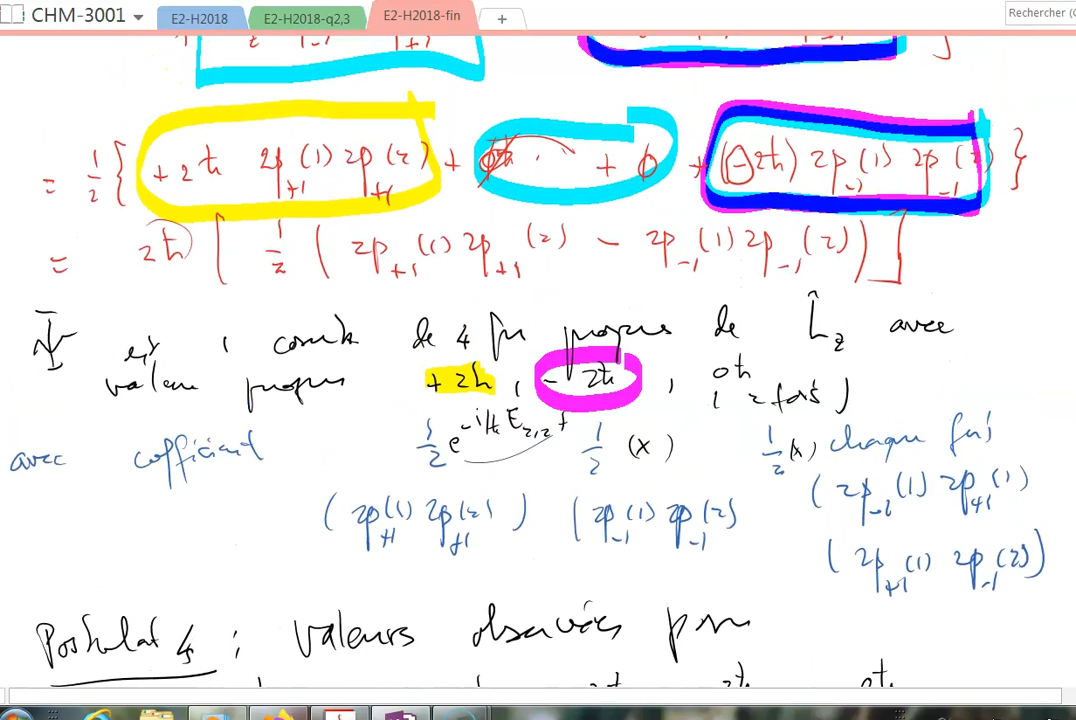 CHM-3001 E2-H2018 E2-H2018-q2,3 E2-H2018-fin + Rechercher (C
= 1/2 { +2ħ 2p₊₁(1) 2p₊₁(2) + + 0 + (-2ħ) 2p₋₁(1) 2p₋₁(2) }
= 2ħ [ 1/2 ( 2p₊₁(1) 2p₊₁(2) - 2p₋₁(1) 2p₋₁(2) ) ]
Ψ est 1 comb de 4 fn propres de L̂z avec
valeur propres +2ħ, -2ħ, 0ħ
( 2 fois )
avec coefficient 1/2 e^{-i/ħ E₂,₂ t} 1/2 (x) 1/2 (x) chaque fois
( 2p₊₁(1) 2p₊₁(2) ) ( 2p₋₁(1) 2p₋₁(2) ( 2p₋₁(1) 2p₊₁(1)
( 2p₊₁(1) 2p₋₁(2) )
Postulat 4 : valeurs observées pour